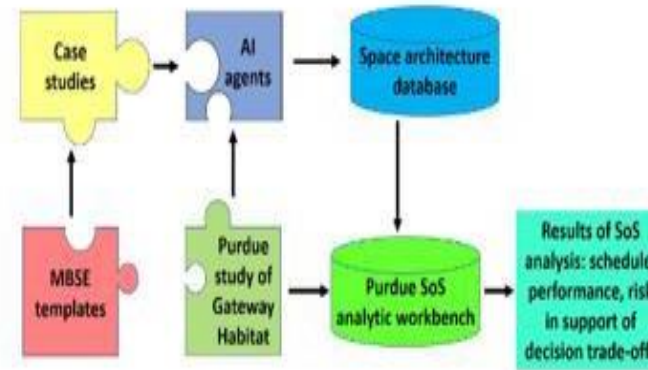 Case
studies
AI
agents
Space architecture
database
MBSE
templates
Purdue
study of
Gateway
Habitat
Purdue SoS
analytic workbench
Results of SoS
analysis: schedule
performance, risk
in support of
decision trade-off